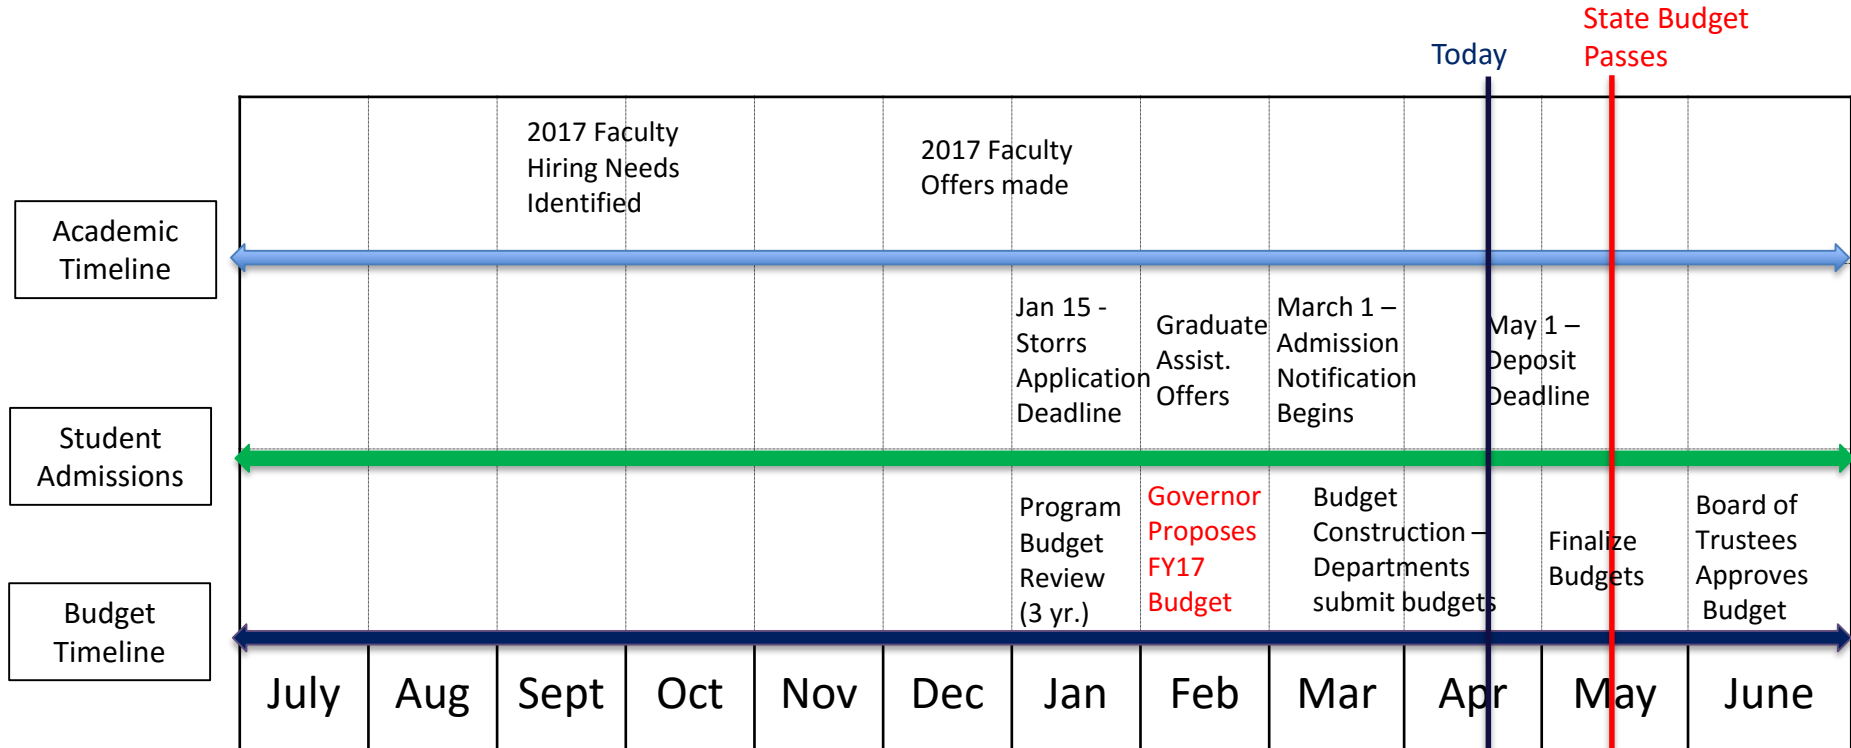 State Budget
Passes
Today
2017 Faculty
Hiring Needs
Identified
2017 Faculty
Offers made
Academic
Timeline
Jan 15 -
Storrs
Application
Deadline
Graduate
Assist.
Offers
March 1 –
Admission
Notification
Begins
May 1 –
Deposit
Deadline
Student
Admissions
Program
Budget
Review
(3 yr.)
Governor
Proposes
FY17
Budget
Budget
Construction –
Departments
submit budgets
Finalize
Budgets
Board of
Trustees
Approves
Budget
Budget
Timeline
July Aug Sept Oct Nov Dec Jan Feb Mar Apr May June